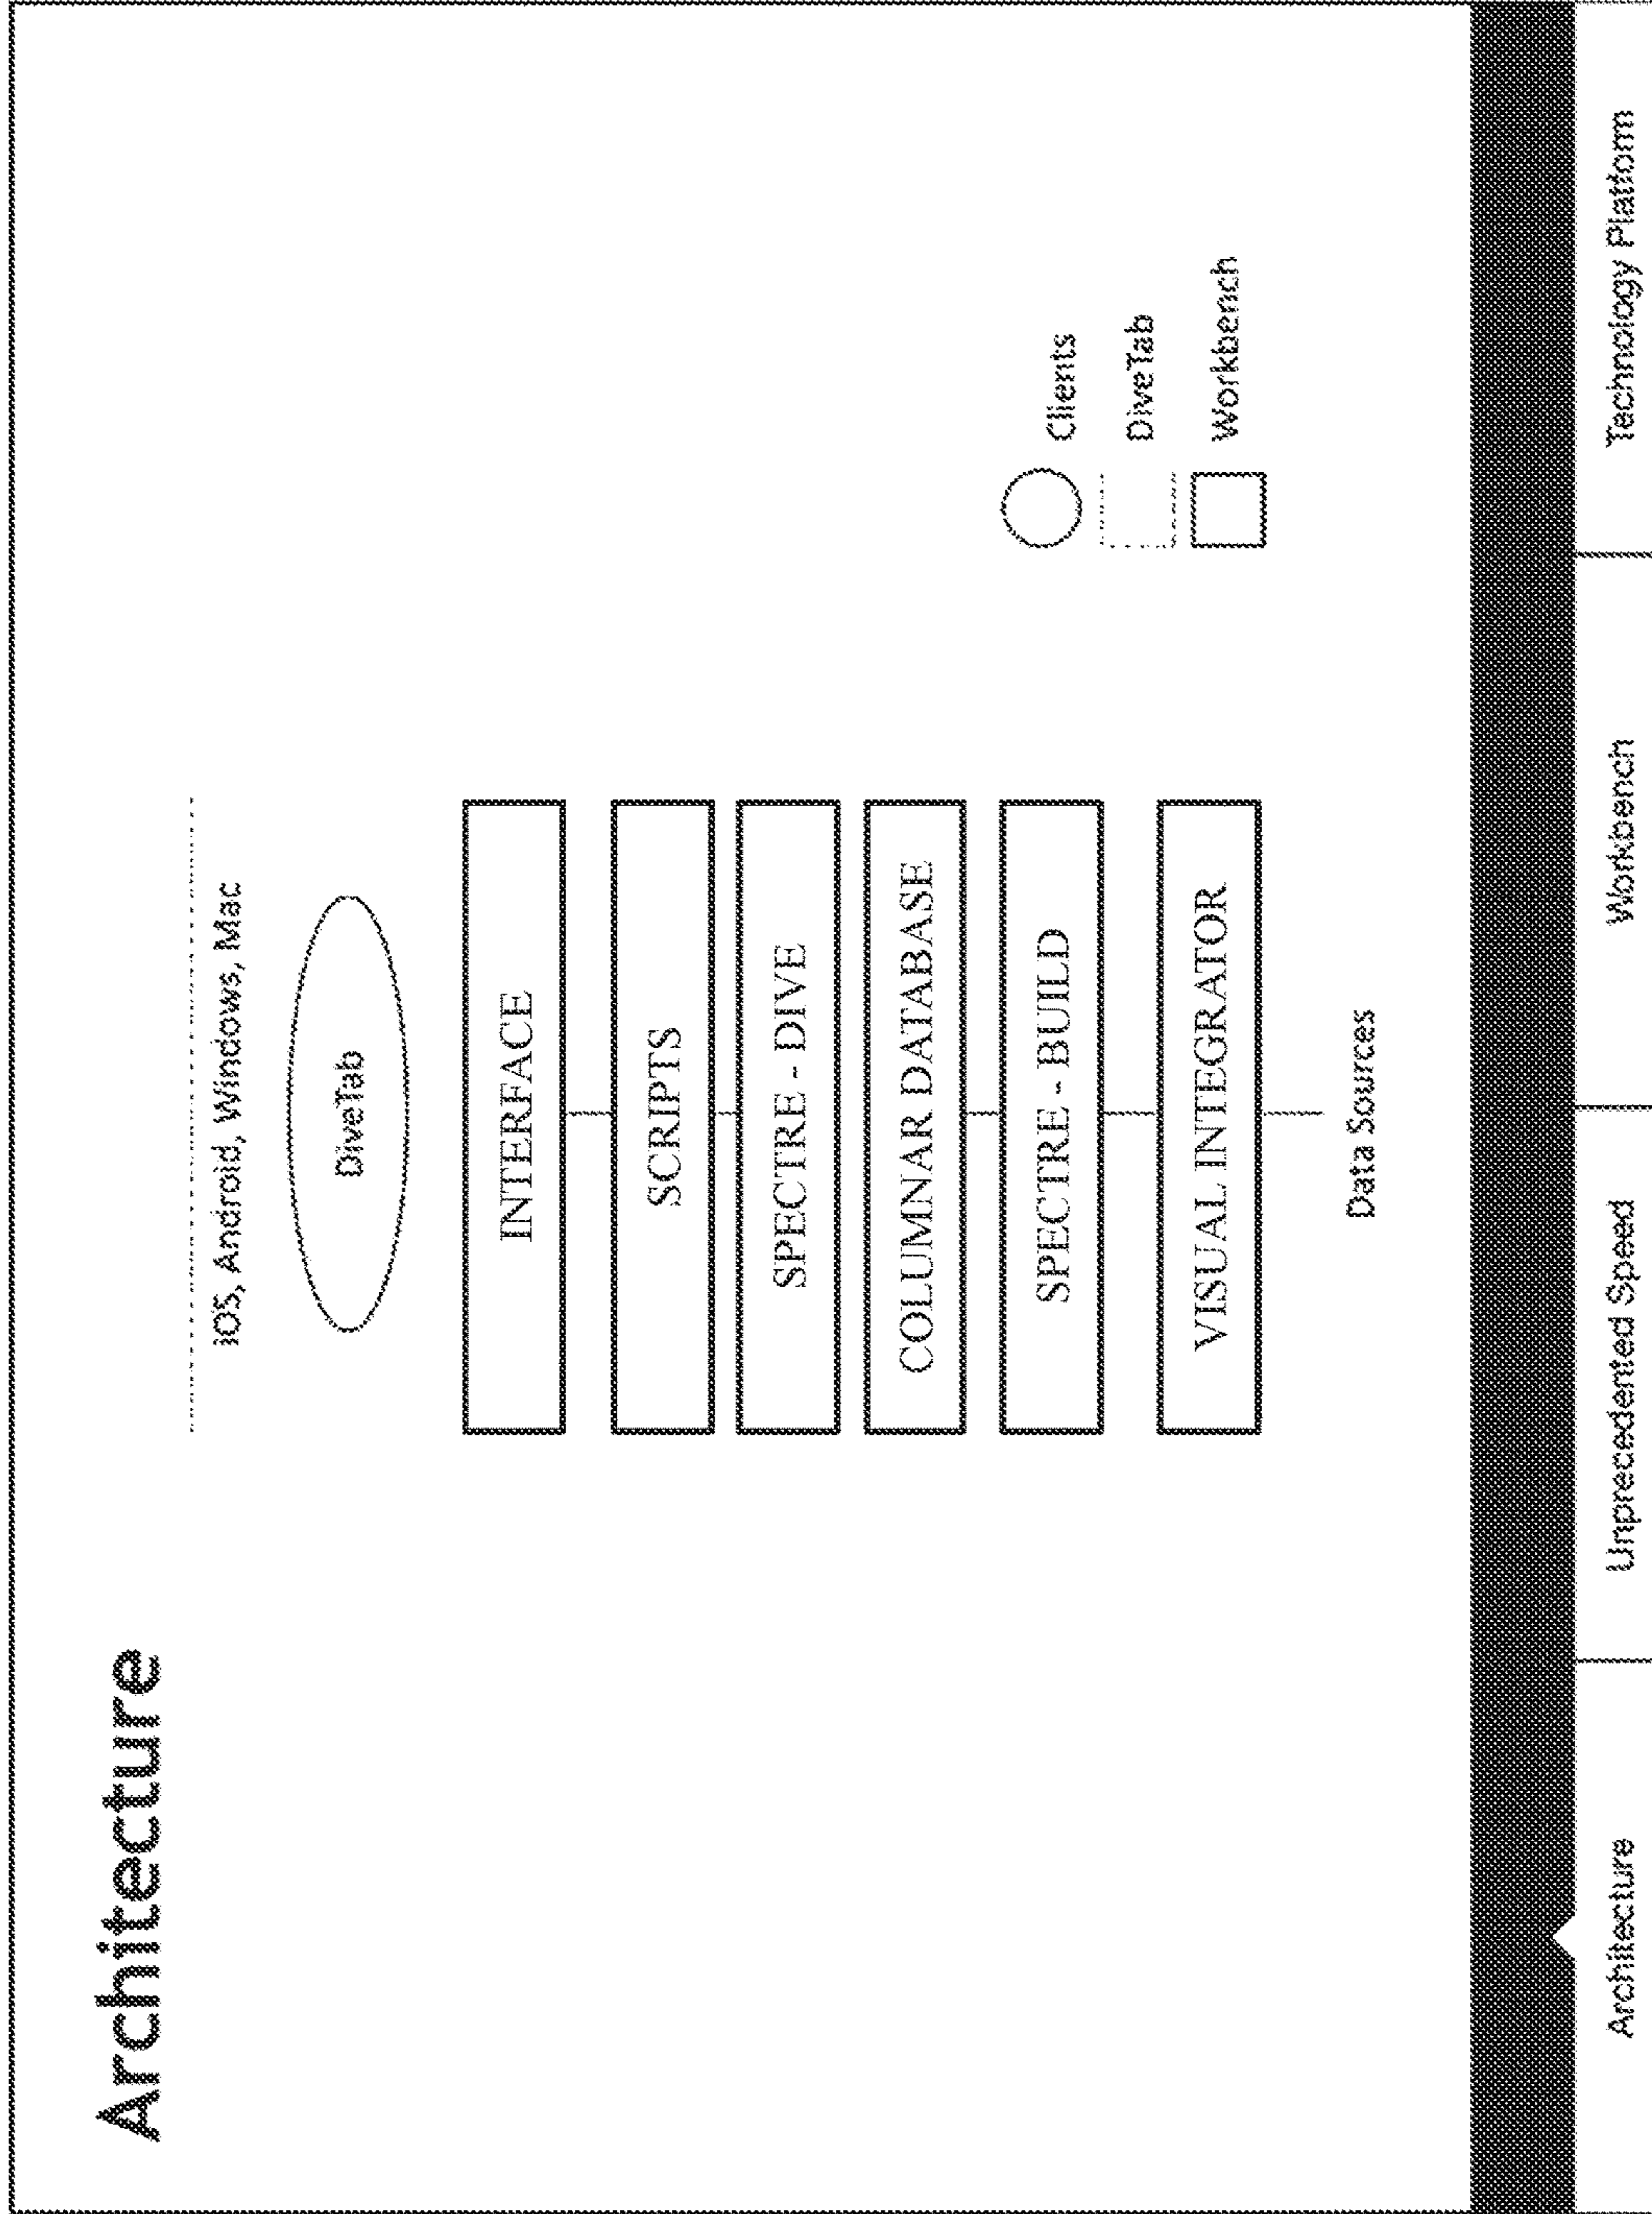 Architecture
iOS, Android, Windows, Mac
DiveTab
INTERFACE
SCRIPTS
SPECTRE - DIVE
COLUMNAR DATABASE
SPECTRE - BUILD
VISUAL INTEGRATOR
Data Sources
Clients
DiveTab
Workbench
Architecture
Unprecedented Speed
Workbench
Technology Platform